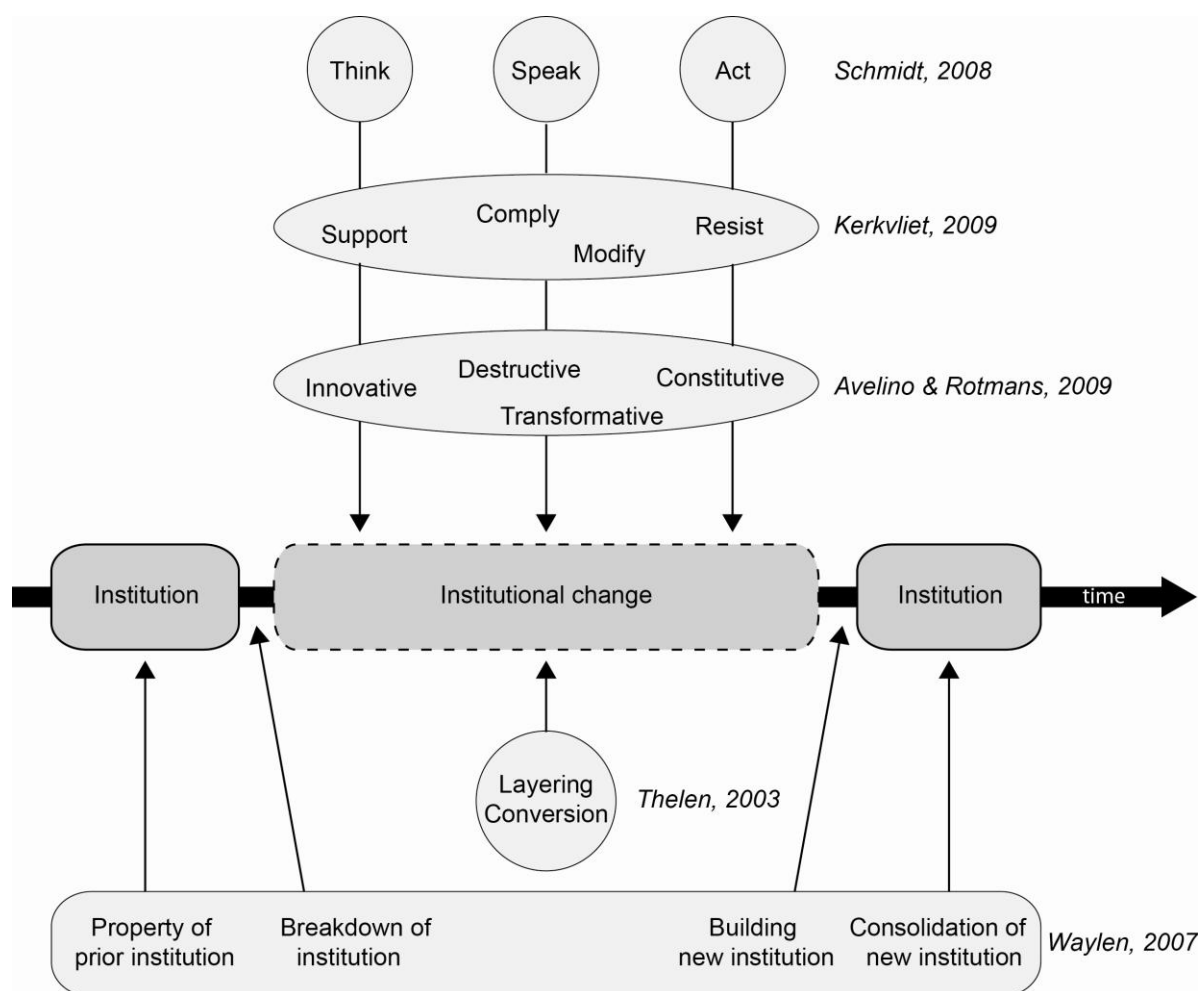 Think
Speak
Act
Schmidt, 2008
Support
Comply
Modify
Resist
Kerkvliet, 2009
Innovative
Destructive
Transformative
Constitutive
Avelino & Rotmans, 2009
Institution
Institutional change
Institution
time
Layering
Conversion
Thelen, 2003
Property of
prior institution
Breakdown of
institution
Building
new institution
Consolidation of
new institution
Waylen, 2007